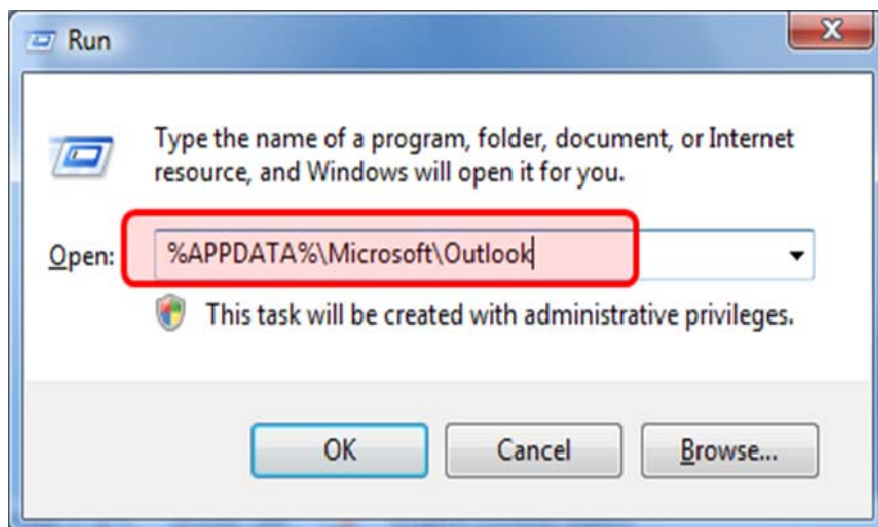 Run
Type the name of a program, folder, document, or Internet
resource, and Windows will open it for you.
Open: %APPDATA%\Microsoft\Outlook
This task will be created with administrative privileges.
OK Cancel Browse...